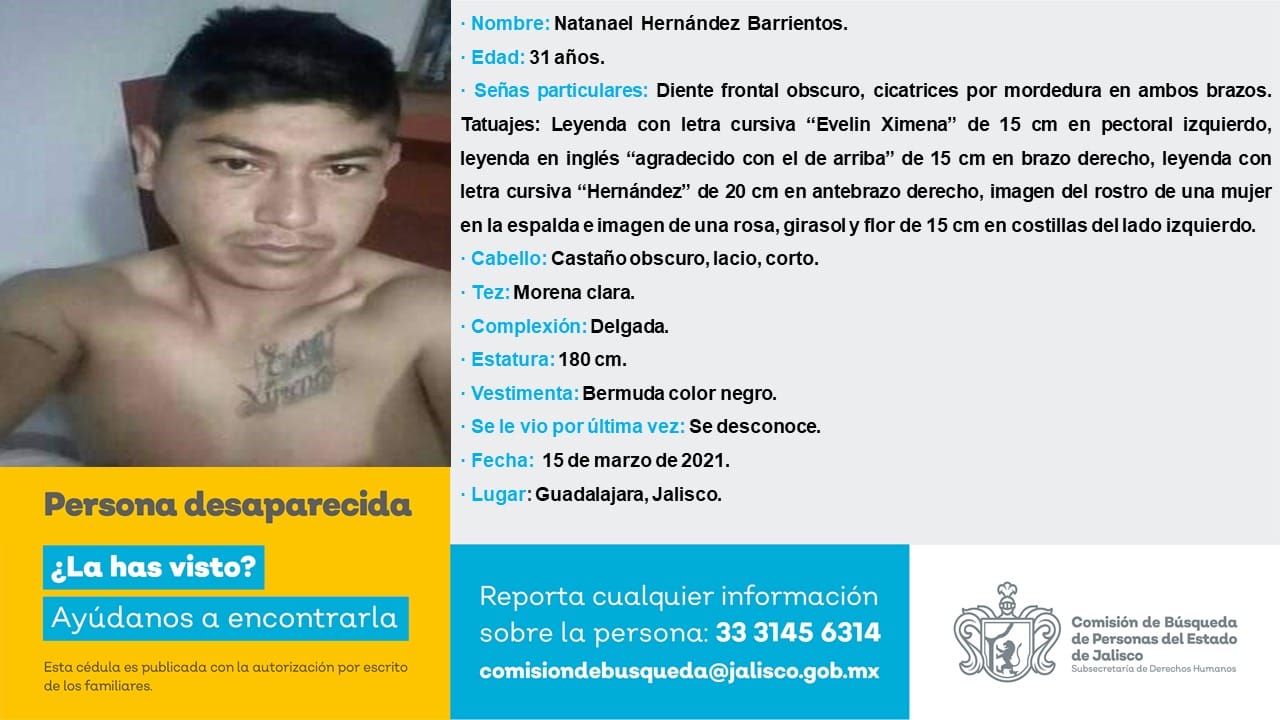 · Nombre: Natanael Hernández Barrientos.
· Edad: 31 años.
· Señas particulares: Diente frontal obscuro, cicatrices por mordedura en ambos brazos.
Tatuajes: Leyenda con letra cursiva “Evelin Ximena” de 15 cm en pectoral izquierdo,
leyenda en inglés “agradecido con el de arriba” de 15 cm en brazo derecho, leyenda con
letra cursiva “Hernández” de 20 cm en antebrazo derecho, imagen del rostro de una mujer
en la espalda e imagen de una rosa, girasol y flor de 15 cm en costillas del lado izquierdo.
· Cabello: Castaño obscuro, lacio, corto.
· Tez: Morena clara.
· Complexión: Delgada.
· Estatura: 180 cm.
· Vestimenta: Bermuda color negro.
· Se le vio por última vez: Se desconoce.
· Fecha: 15 de marzo de 2021.
· Lugar: Guadalajara, Jalisco.
Persona desaparecida
¿La has visto?
Ayúdanos a encontrarla
Esta cédula es publicada con la autorización por escrito
de los familiares.
Reporta cualquier información
sobre la persona: 33 3145 6314
comisiondebusqueda@jalisco.gob.mx
Comisión de Búsqueda
de Personas del Estado
de Jalisco
Subsecretaría de Derechos Humanos